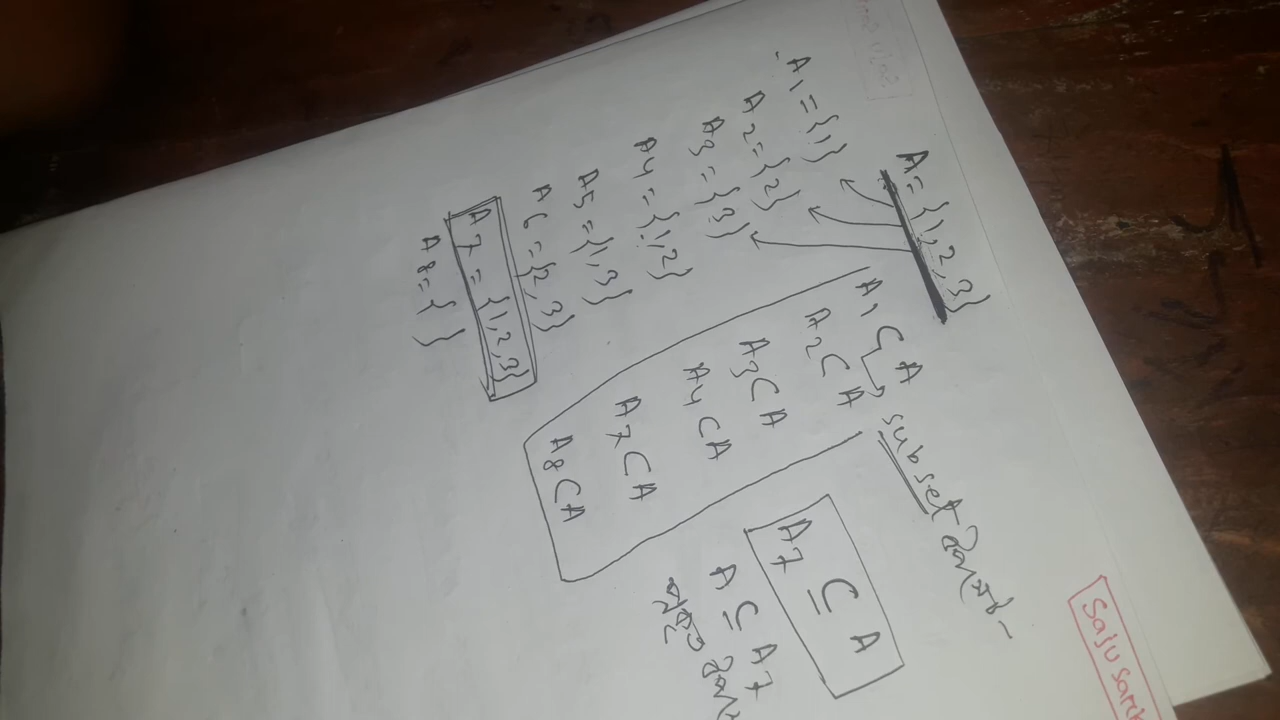 A = {1, 2, 3}
A1 = {1}
A2 = {2}
A3 = {3}
A4 = {1, 2}
A5 = {1, 3}
A6 = {2, 3}
A7 = {1, 2, 3}
A8 = { }
A1 ⊂ A
subset
A2 ⊂ A
A3 ⊂ A
A4 ⊂ A
A7 ⊂ A
A8 ⊂ A
A7 ⊆ A
A ⊆ A7
Saju